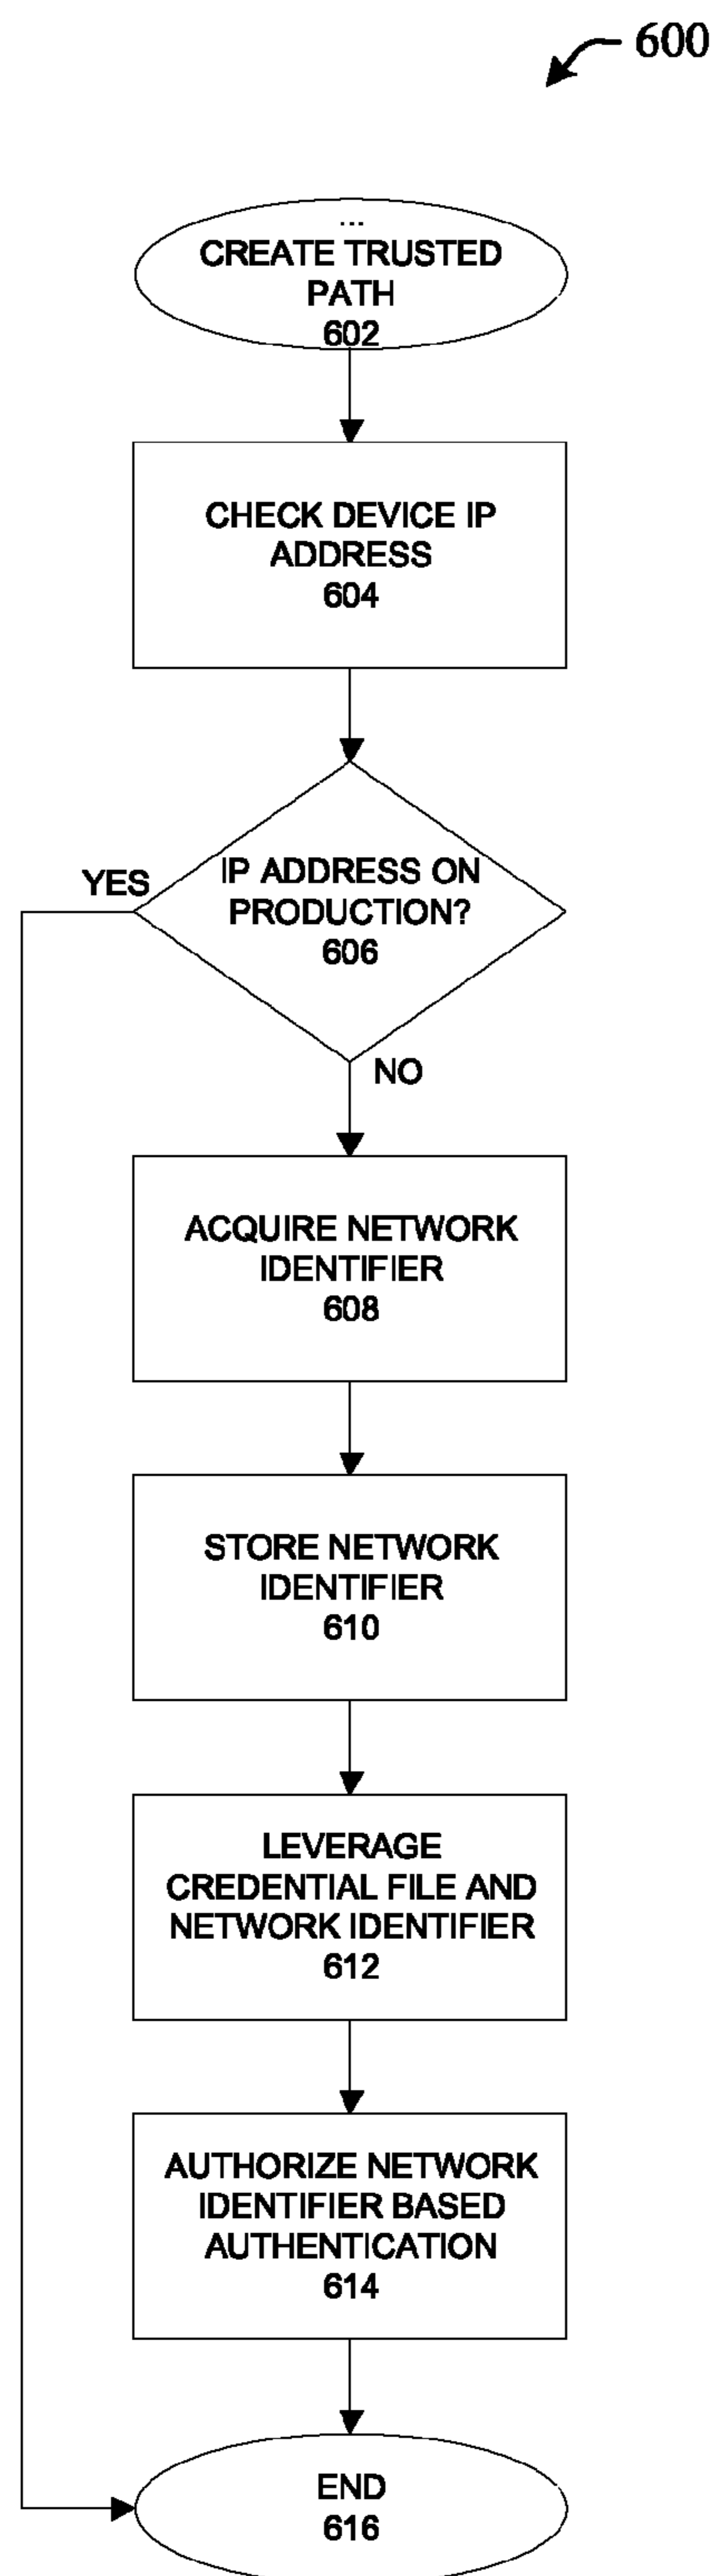 600
...
CREATE TRUSTED
PATH
602
CHECK DEVICE IP
ADDRESS
604
YES
IP ADDRESS ON
PRODUCTION?
606
NO
ACQUIRE NETWORK
IDENTIFIER
608
STORE NETWORK
IDENTIFIER
610
LEVERAGE
CREDENTIAL FILE AND
NETWORK IDENTIFIER
612
AUTHORIZE NETWORK
IDENTIFIER BASED
AUTHENTICATION
614
END
616